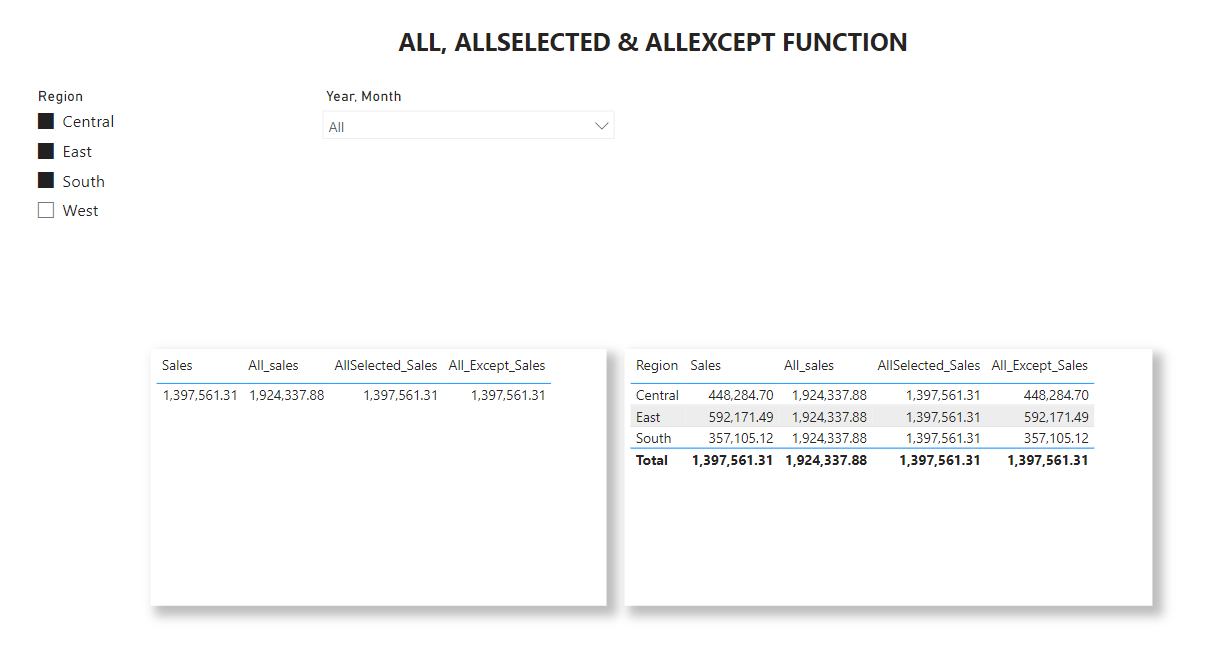 ALL, ALLSELECTED & ALLEXCEPT FUNCTION
Region
Central
East
South
West
Year, Month
All
Sales All_sales AllSelected_Sales All_Except_Sales
1,397,561.31 1,924,337.88 1,397,561.31 1,397,561.31
Region Sales All_sales AllSelected_Sales All_Except_Sales
Central 448,284.70 1,924,337.88 1,397,561.31 448,284.70
East 592,171.49 1,924,337.88 1,397,561.31 592,171.49
South 357,105.12 1,924,337.88 1,397,561.31 357,105.12
Total 1,397,561.31 1,924,337.88 1,397,561.31 1,397,561.31